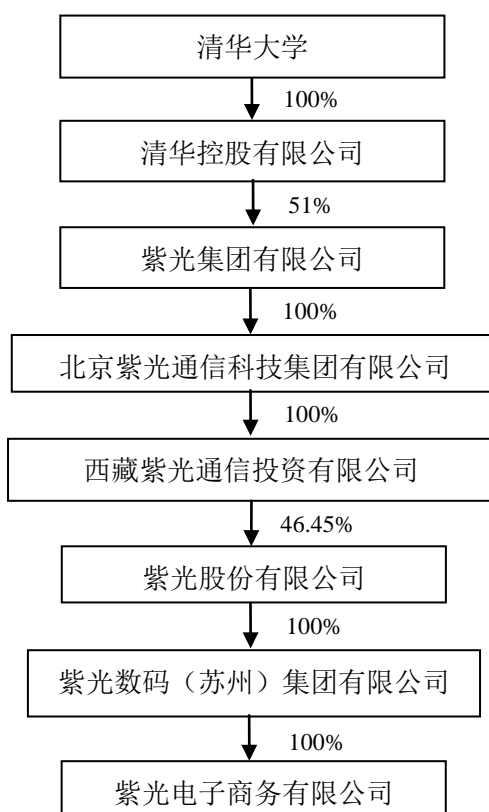 清华大学
100%
清华控股有限公司
51%
紫光集团有限公司
100%
北京紫光通信科技集团有限公司
100%
西藏紫光通信投资有限公司
46.45%
紫光股份有限公司
100%
紫光数码（苏州）集团有限公司
100%
紫光电子商务有限公司